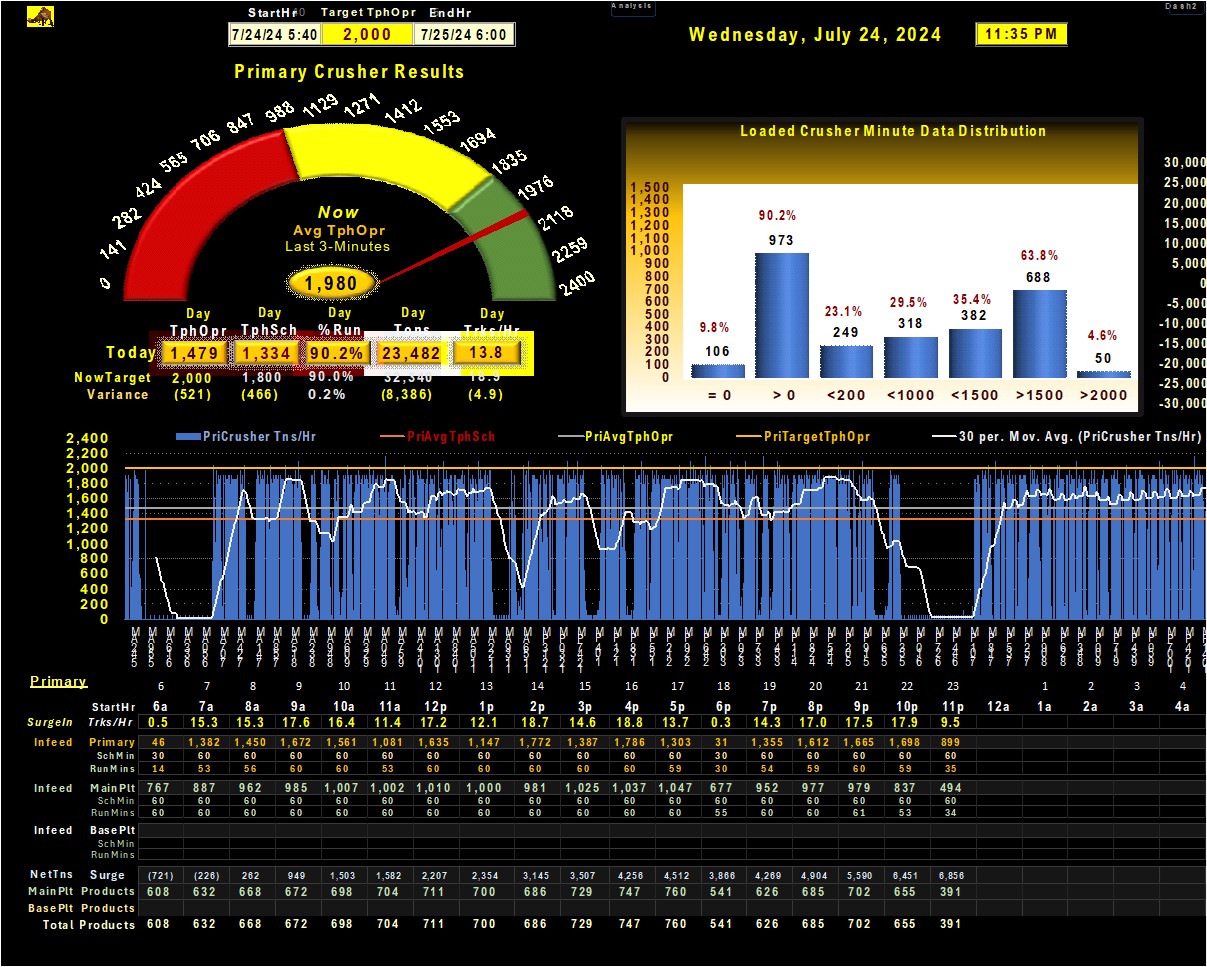 StartHr Target TphOpr EndHr
7/24/24 5:40 2,000 7/25/24 6:00
Analysis
Dash2
Wednesday, July 24, 2024 11:35 PM
Primary Crusher Results
0 141 282 424 565 706 847 988 1129 1271 1412 1553 1694 1835 1976 2118 2259 2400
Now
Avg TphOpr
Last 3-Minutes
1,980
Day Day Day Day Day
TphOpr TphSch %Run Tons Trks/Hr
Today 1,479 1,334 90.2% 23,482 13.8
NowTarget 2,000 1,800 90.0% 32,340 18.9
Variance (521) (466) 0.2% (8,386) (4.9)
Loaded Crusher Minute Data Distribution
1,500
1,400
1,300
1,200
1,100
1,000
900
800
700
600
500
400
300
200
100
0
9.8% 90.2% 23.1% 29.5% 35.4% 63.8% 4.6%
106 973 249 318 382 688 50
= 0 > 0 <200 <1000 <1500 >1500 >2000
30,000
25,000
20,000
15,000
10,000
5,000
0
-5,000
-10,000
-15,000
-20,000
-25,000
-30,000
PriCrusher Tns/Hr PriAvgTphSch PriAvgTphOpr PriTargetTphOpr 30 per. Mov. Avg. (PriCrusher Tns/Hr)
2,400
2,200
2,000
1,800
1,600
1,400
1,200
1,000
800
600
400
200
0
Primary 6 7 8 9 10 11 12 13 14 15 16 17 18 19 20 21 22 23 1 2 3 4
StartHr 6a 7a 8a 9a 10a 11a 12p 1p 2p 3p 4p 5p 6p 7p 8p 9p 10p 11p 12a 1a 2a 3a 4a
SurgeIn Trks/Hr 0.5 15.3 15.3 17.6 16.4 11.4 17.2 12.1 18.7 14.6 18.8 13.7 0.3 14.3 17.0 17.5 17.9 9.5
Infeed Primary 46 1,382 1,450 1,672 1,561 1,081 1,635 1,147 1,772 1,387 1,786 1,303 31 1,355 1,612 1,665 1,698 899
SchMin 30 60 60 60 60 60 60 60 60 60 60 60 30 60 60 60 60 60
RunMins 14 53 56 60 60 53 60 60 60 60 60 59 30 54 59 60 59 35
Infeed MainPlt 767 887 962 985 1,007 1,002 1,010 1,000 981 1,025 1,037 1,047 677 952 977 979 837 494
SchMin 60 60 60 60 60 60 60 60 60 60 60 60 60 60 60 60 60 60
RunMins 60 60 60 60 60 60 60 60 60 60 60 60 55 60 60 61 53 34
Infeed BasePlt
SchMin
RunMins
NetTns Surge (721) (226) 262 949 1,503 1,582 2,207 2,354 3,145 3,507 4,256 4,512 3,866 4,269 4,904 5,590 6,451 6,856
MainPlt Products 608 632 668 672 698 704 711 700 686 729 747 760 541 626 685 702 655 391
BasePlt Products
Total Products 608 632 668 672 698 704 711 700 686 729 747 760 541 626 685 702 655 391